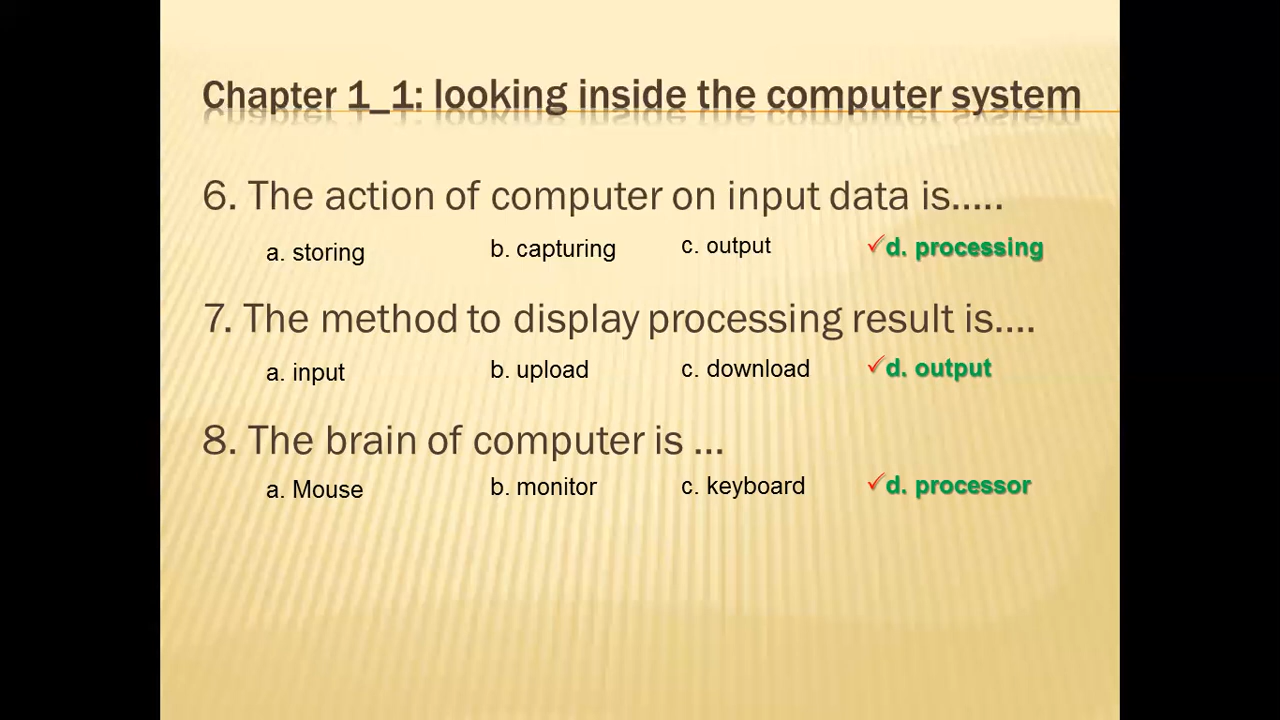 Chapter 1_1: looking inside the computer system
6. The action of computer on input data is.....
a. storing b. capturing c. output ✓d. processing
7. The method to display processing result is....
a. input b. upload c. download ✓d. output
8. The brain of computer is ...
a. Mouse b. monitor c. keyboard ✓d. processor